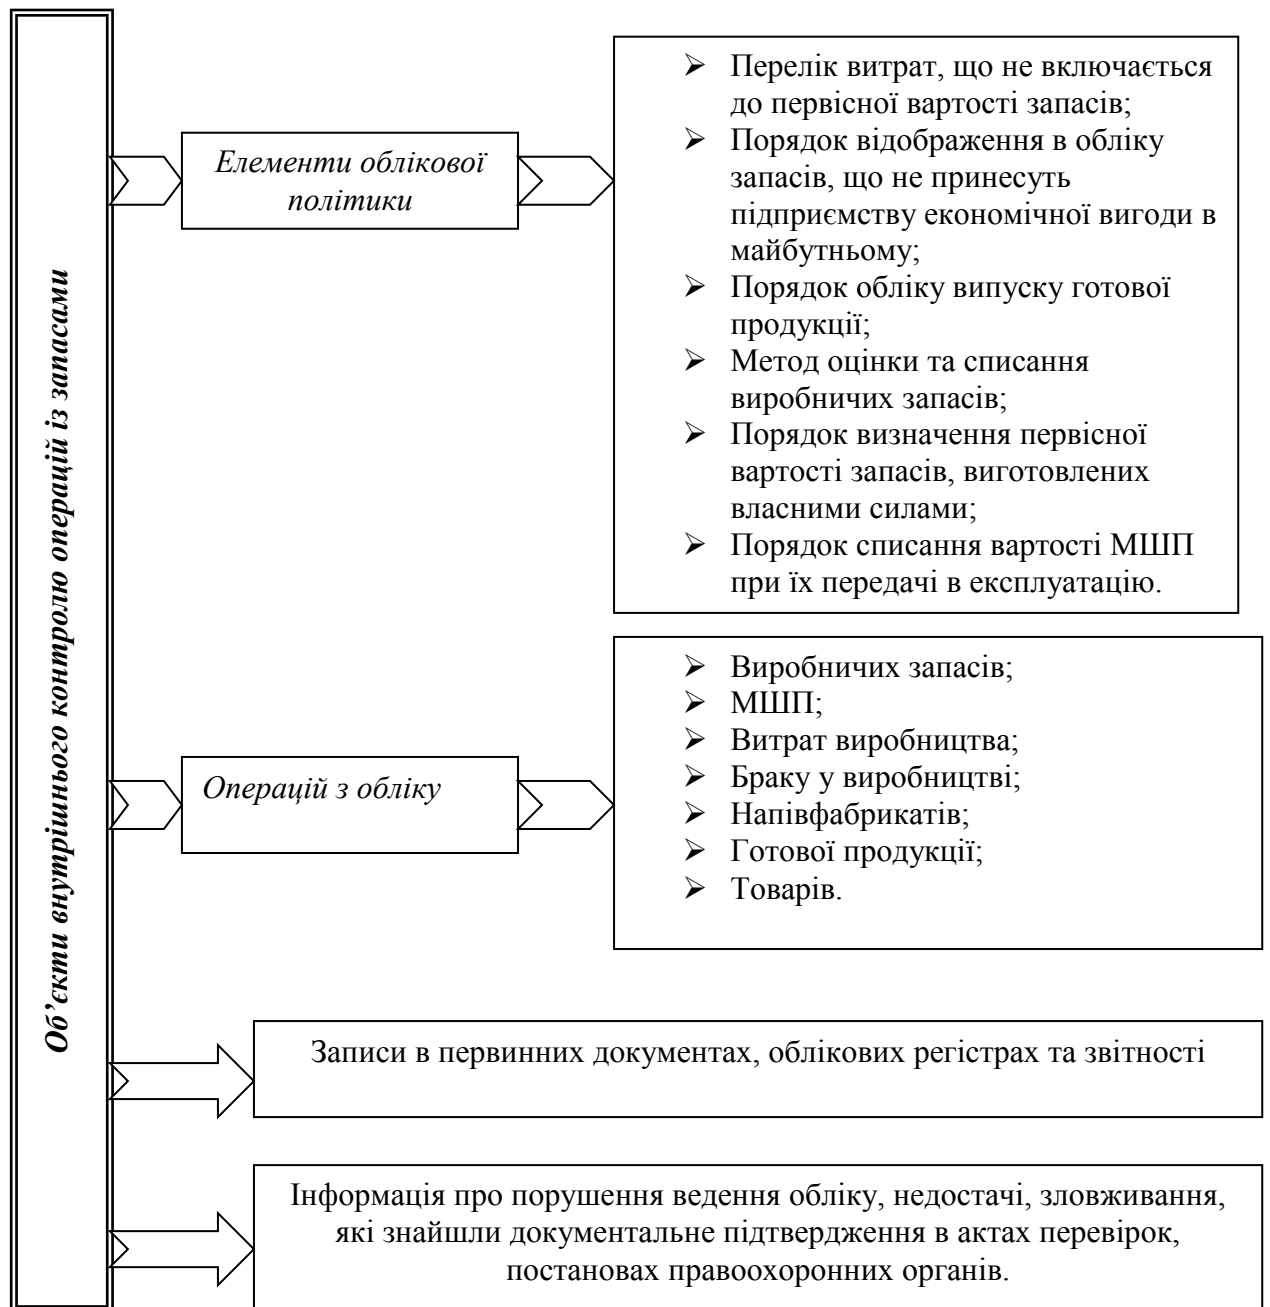 Об’єкти внутрішнього контролю операцій із запасами
Елементи облікової
політики
➢ Перелік витрат, що не включається
до первісної вартості запасів;
➢ Порядок відображення в обліку
запасів, що не принесуть
підприємству економічної вигоди в
майбутньому;
➢ Порядок обліку випуску готової
продукції;
➢ Метод оцінки та списання
виробничих запасів;
➢ Порядок визначення первісної
вартості запасів, виготовлених
власними силами;
➢ Порядок списання вартості МШП
при їх передачі в експлуатацію.
Операцій з обліку
➢ Виробничих запасів;
➢ МШП;
➢ Витрат виробництва;
➢ Браку у виробництві;
➢ Напівфабрикатів;
➢ Готової продукції;
➢ Товарів.
Записи в первинних документах, облікових регістрах та звітності
Інформація про порушення ведення обліку, недостачі, зловживання,
які знайшли документальне підтвердження в актах перевірок,
постановах правоохоронних органів.